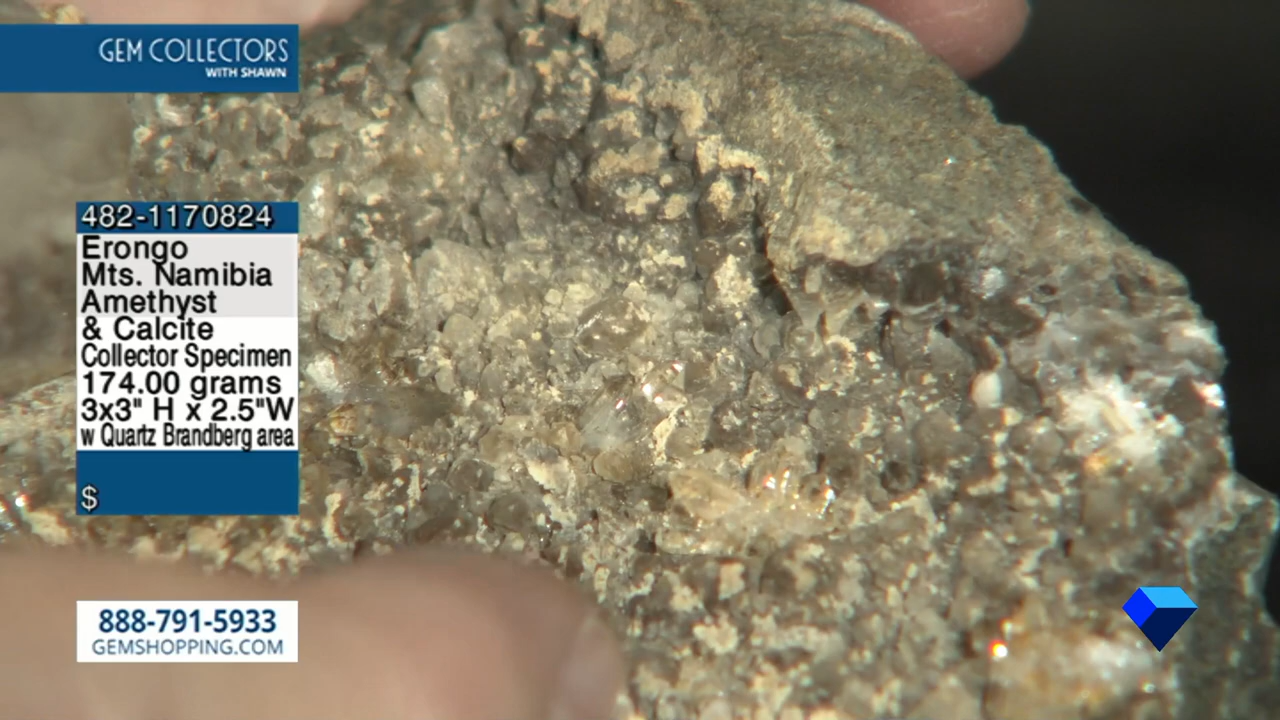 GEM COLLECTORS
WITH SHAWN
482-1170824
Erongo
Mts. Namibia
Amethyst
& Calcite
Collector Specimen
174.00 grams
3x3" H x 2.5"W
w Quartz Brandberg area
$
888-791-5933
GEMSHOPPING.COM